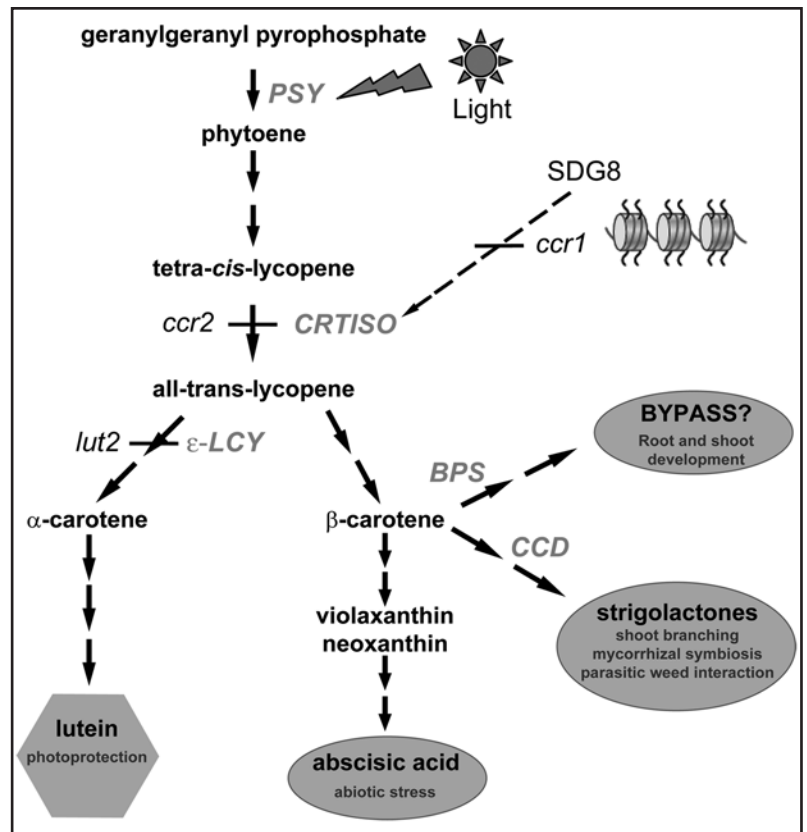 geranylgeranyl pyrophosphate
PSY
Light
phytoene
SDG8
ccr1
tetra-cis-lycopene
ccr2
CRTISO
all-trans-lycopene
lut2
ε-LCY
BYPASS?
Root and shoot
development
BPS
α-carotene
β-carotene
CCD
strigolactones
shoot branching
mycorrhizal symbiosis
parasitic weed interaction
violaxanthin
neoxanthin
lutein
photoprotection
abscisic acid
abiotic stress